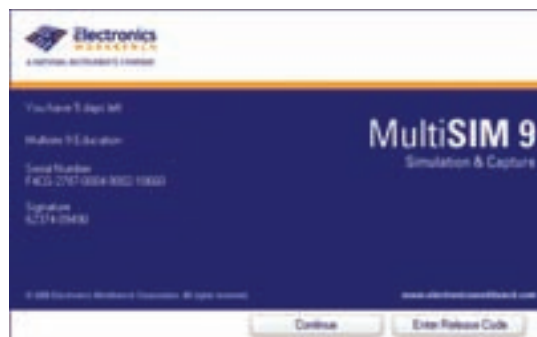 Electronics
WORKBENCH
A NATIONAL INSTRUMENTS COMPANY
You have 5 days left
MultiSIM 9
Simulation & Capture
Multisim 9 Education
Serial Number
Signature
www.electronicsworkbench.com
Continue
Enter Release Code